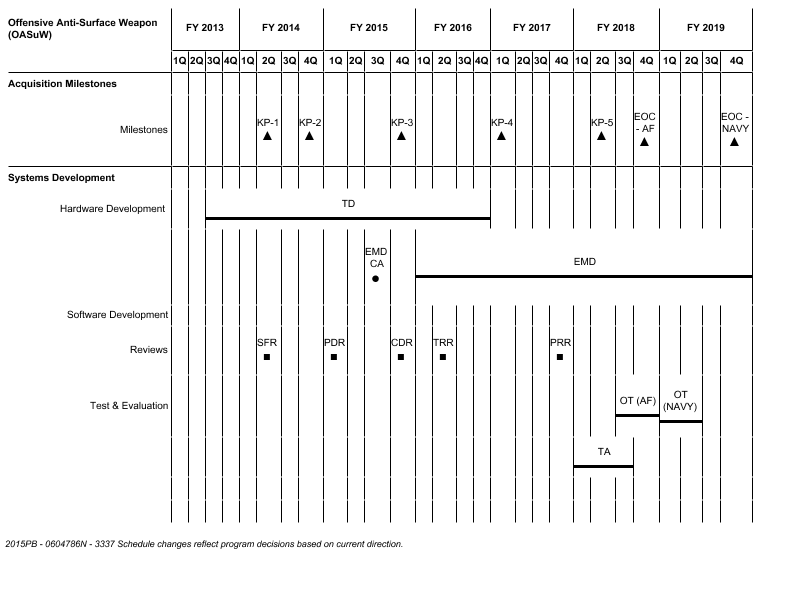 Offensive Anti-Surface Weapon
(OASuW)
FY 2013 FY 2014 FY 2015 FY 2016 FY 2017 FY 2018 FY 2019
1Q 2Q 3Q 4Q 1Q 2Q 3Q 4Q 1Q 2Q 3Q 4Q 1Q 2Q 3Q 4Q 1Q 2Q 3Q 4Q 1Q 2Q 3Q 4Q 1Q 2Q 3Q 4Q
Acquisition Milestones
Milestones
KP-1
KP-2
KP-3
KP-4
KP-5
EOC
- AF
EOC -
NAVY
Systems Development
Hardware Development
TD
EMD
CA
EMD
Software Development
Reviews
SFR
PDR
CDR
TRR
PRR
Test & Evaluation
OT (AF)
OT
(NAVY)
TA
2015PB - 0604786N - 3337 Schedule changes reflect program decisions based on current direction.